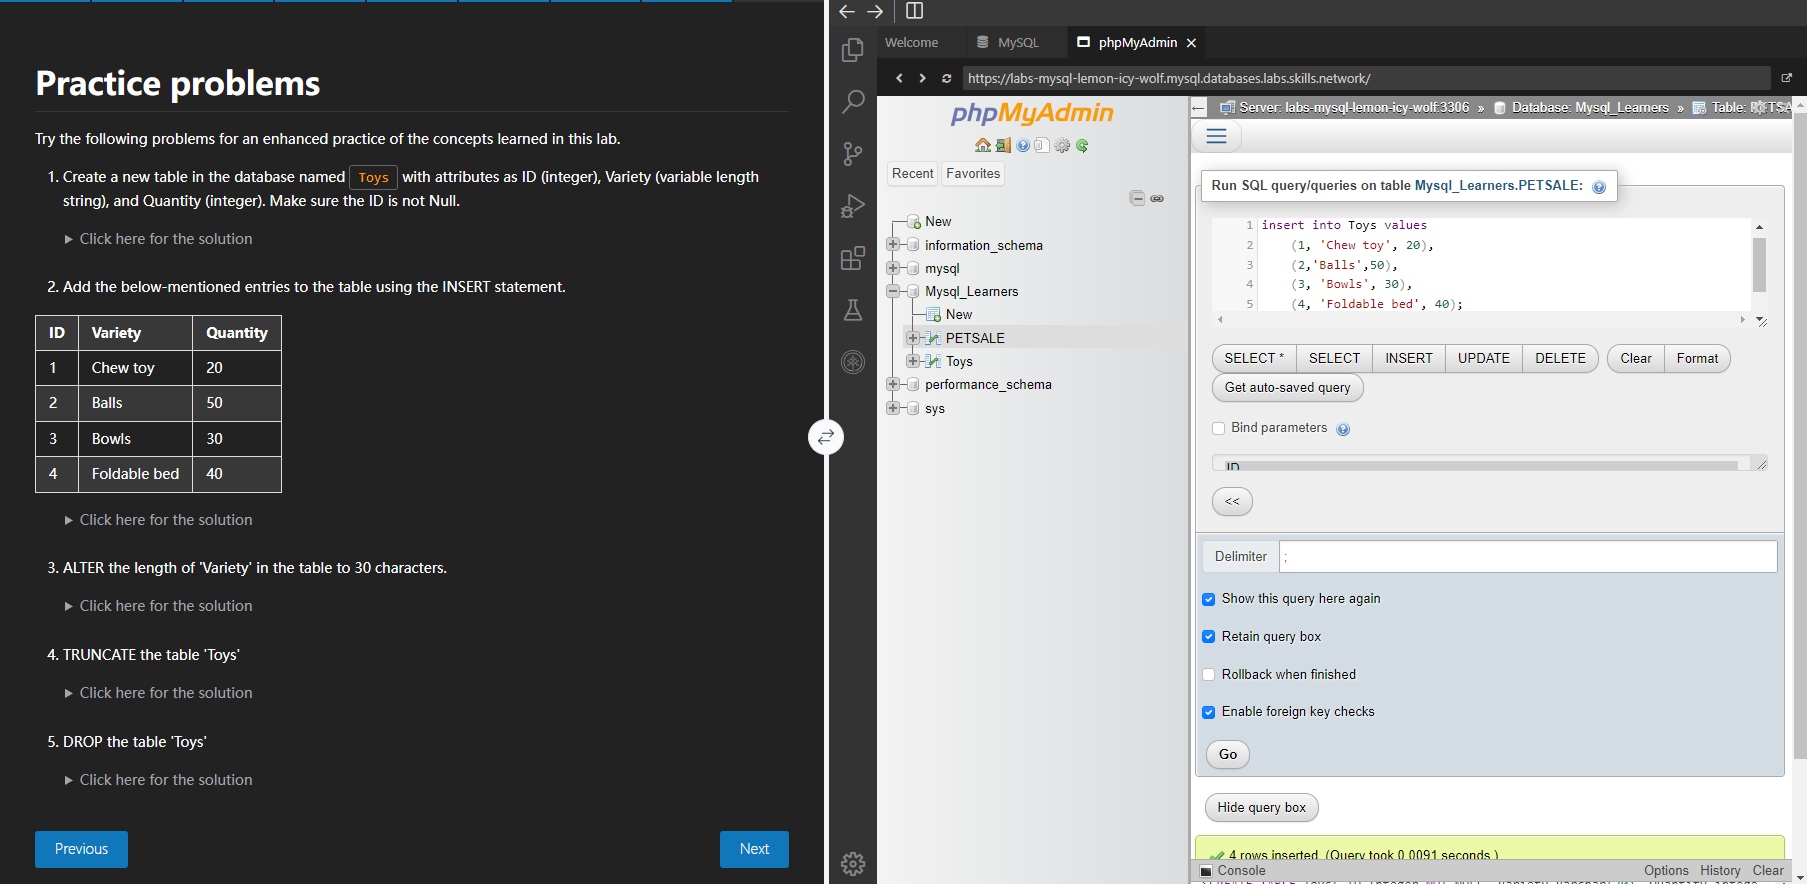 Practice problems
Try the following problems for an enhanced practice of the concepts learned in this lab.
1. Create a new table in the database named Toys with attributes as ID (integer), Variety (variable length
string), and Quantity (integer). Make sure the ID is not Null.
Click here for the solution
2. Add the below-mentioned entries to the table using the INSERT statement.
ID Variety Quantity
1 Chew toy 20
2 Balls 50
3 Bowls 30
4 Foldable bed 40
Click here for the solution
3. ALTER the length of 'Variety' in the table to 30 characters.
Click here for the solution
4. TRUNCATE the table 'Toys'
Click here for the solution
5. DROP the table 'Toys'
Click here for the solution
Previous
Next
Welcome
MySQL
phpMyAdmin
https://labs-mysql-lemon-icy-wolf.mysql.databases.labs.skills.network/
phpMyAdmin
Recent
Favorites
New
information_schema
mysql
Mysql_Learners
New
PETSALE
Toys
performance_schema
sys
Server: labs-mysql-lemon-icy-wolf:3306 » Database: Mysql_Learners » Table:
Run SQL query/queries on table Mysql_Learners.PETSALE:
1 insert into Toys values
2 (1, 'Chew toy', 20),
3 (2,'Balls',50),
4 (3, 'Bowls', 30),
5 (4, 'Foldable bed', 40);
SELECT *
SELECT
INSERT
UPDATE
DELETE
Clear
Format
Get auto-saved query
Bind parameters
ID
<<
Delimiter ;
Show this query here again
Retain query box
Rollback when finished
Enable foreign key checks
Go
Hide query box
4 rows inserted. (Query took 0.0091 seconds.)
Console
Options
History
Clear